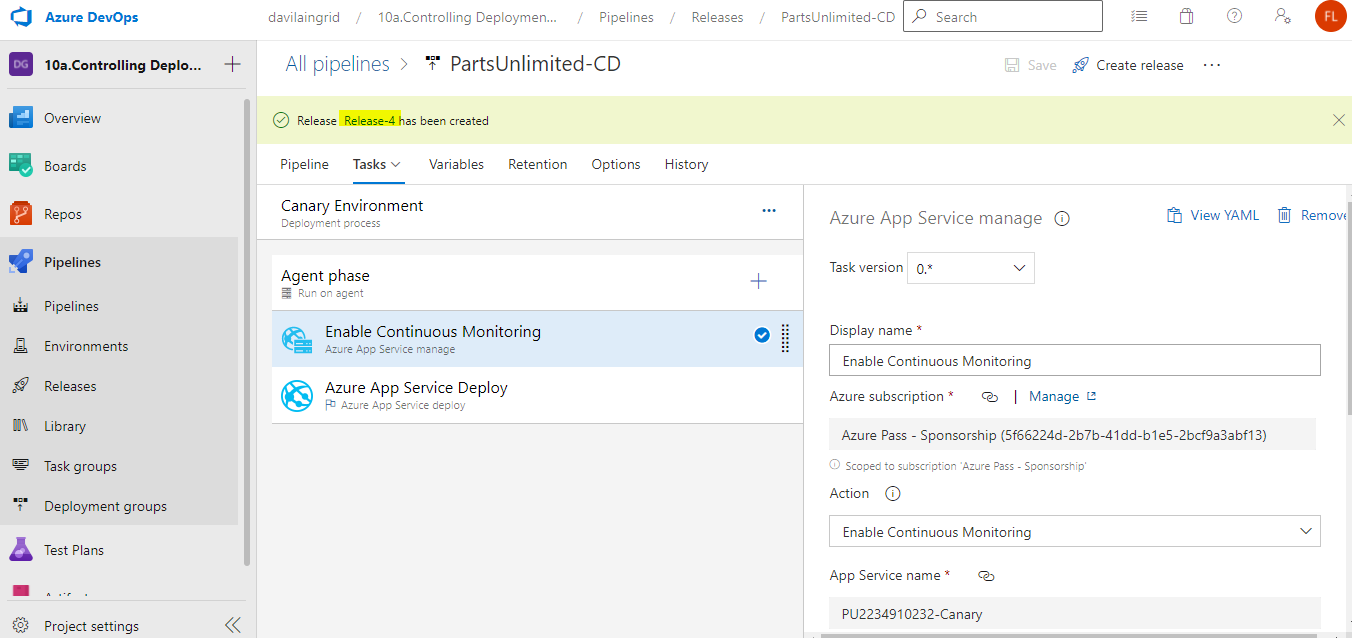 Azure DevOps
davilaingrid / 10a.Controlling Deploymen... / Pipelines / Releases / PartsUnlimited-CD
Search
FL
DG
10a.Controlling Deplo...
Overview
Boards
Repos
Pipelines
Pipelines
Environments
Releases
Library
Task groups
Deployment groups
Test Plans
Project settings
All pipelines > PartsUnlimited-CD
Save
Create release
...
Release Release-4 has been created
Pipeline
Tasks
Variables
Retention
Options
History
Canary Environment
Deployment process
Agent phase
Run on agent
Enable Continuous Monitoring
Azure App Service manage
Azure App Service Deploy
Azure App Service deploy
Azure App Service manage
View YAML
Remove
Task version
0.*
Display name *
Enable Continuous Monitoring
Azure subscription * | Manage
Azure Pass - Sponsorship (5f66224d-2b7b-41dd-b1e5-2bcf9a3abf13)
Scoped to subscription 'Azure Pass - Sponsorship'
Action
Enable Continuous Monitoring
App Service name *
PU2234910232-Canary